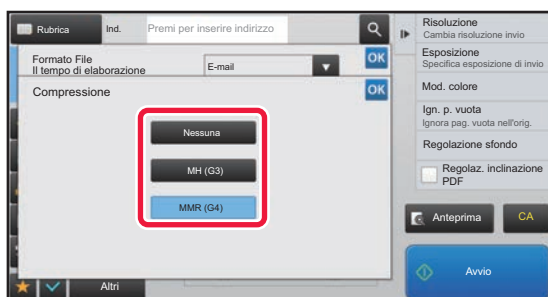 Rubrica
Ind.
Premi per inserire indirizzo
Formato File
Il tempo di elaborazione
E-mail
OK
Compressione
OK
Nessuna
MH (G3)
MMR (G4)
Altri
Risoluzione
Cambia risoluzione invio
Esposizione
Specifica esposizione di invio
Mod. colore
Ign. p. vuota
Ignora pag. vuota nell'orig.
Regolazione sfondo
Regolaz. inclinazione
PDF
Anteprima
CA
Avvio